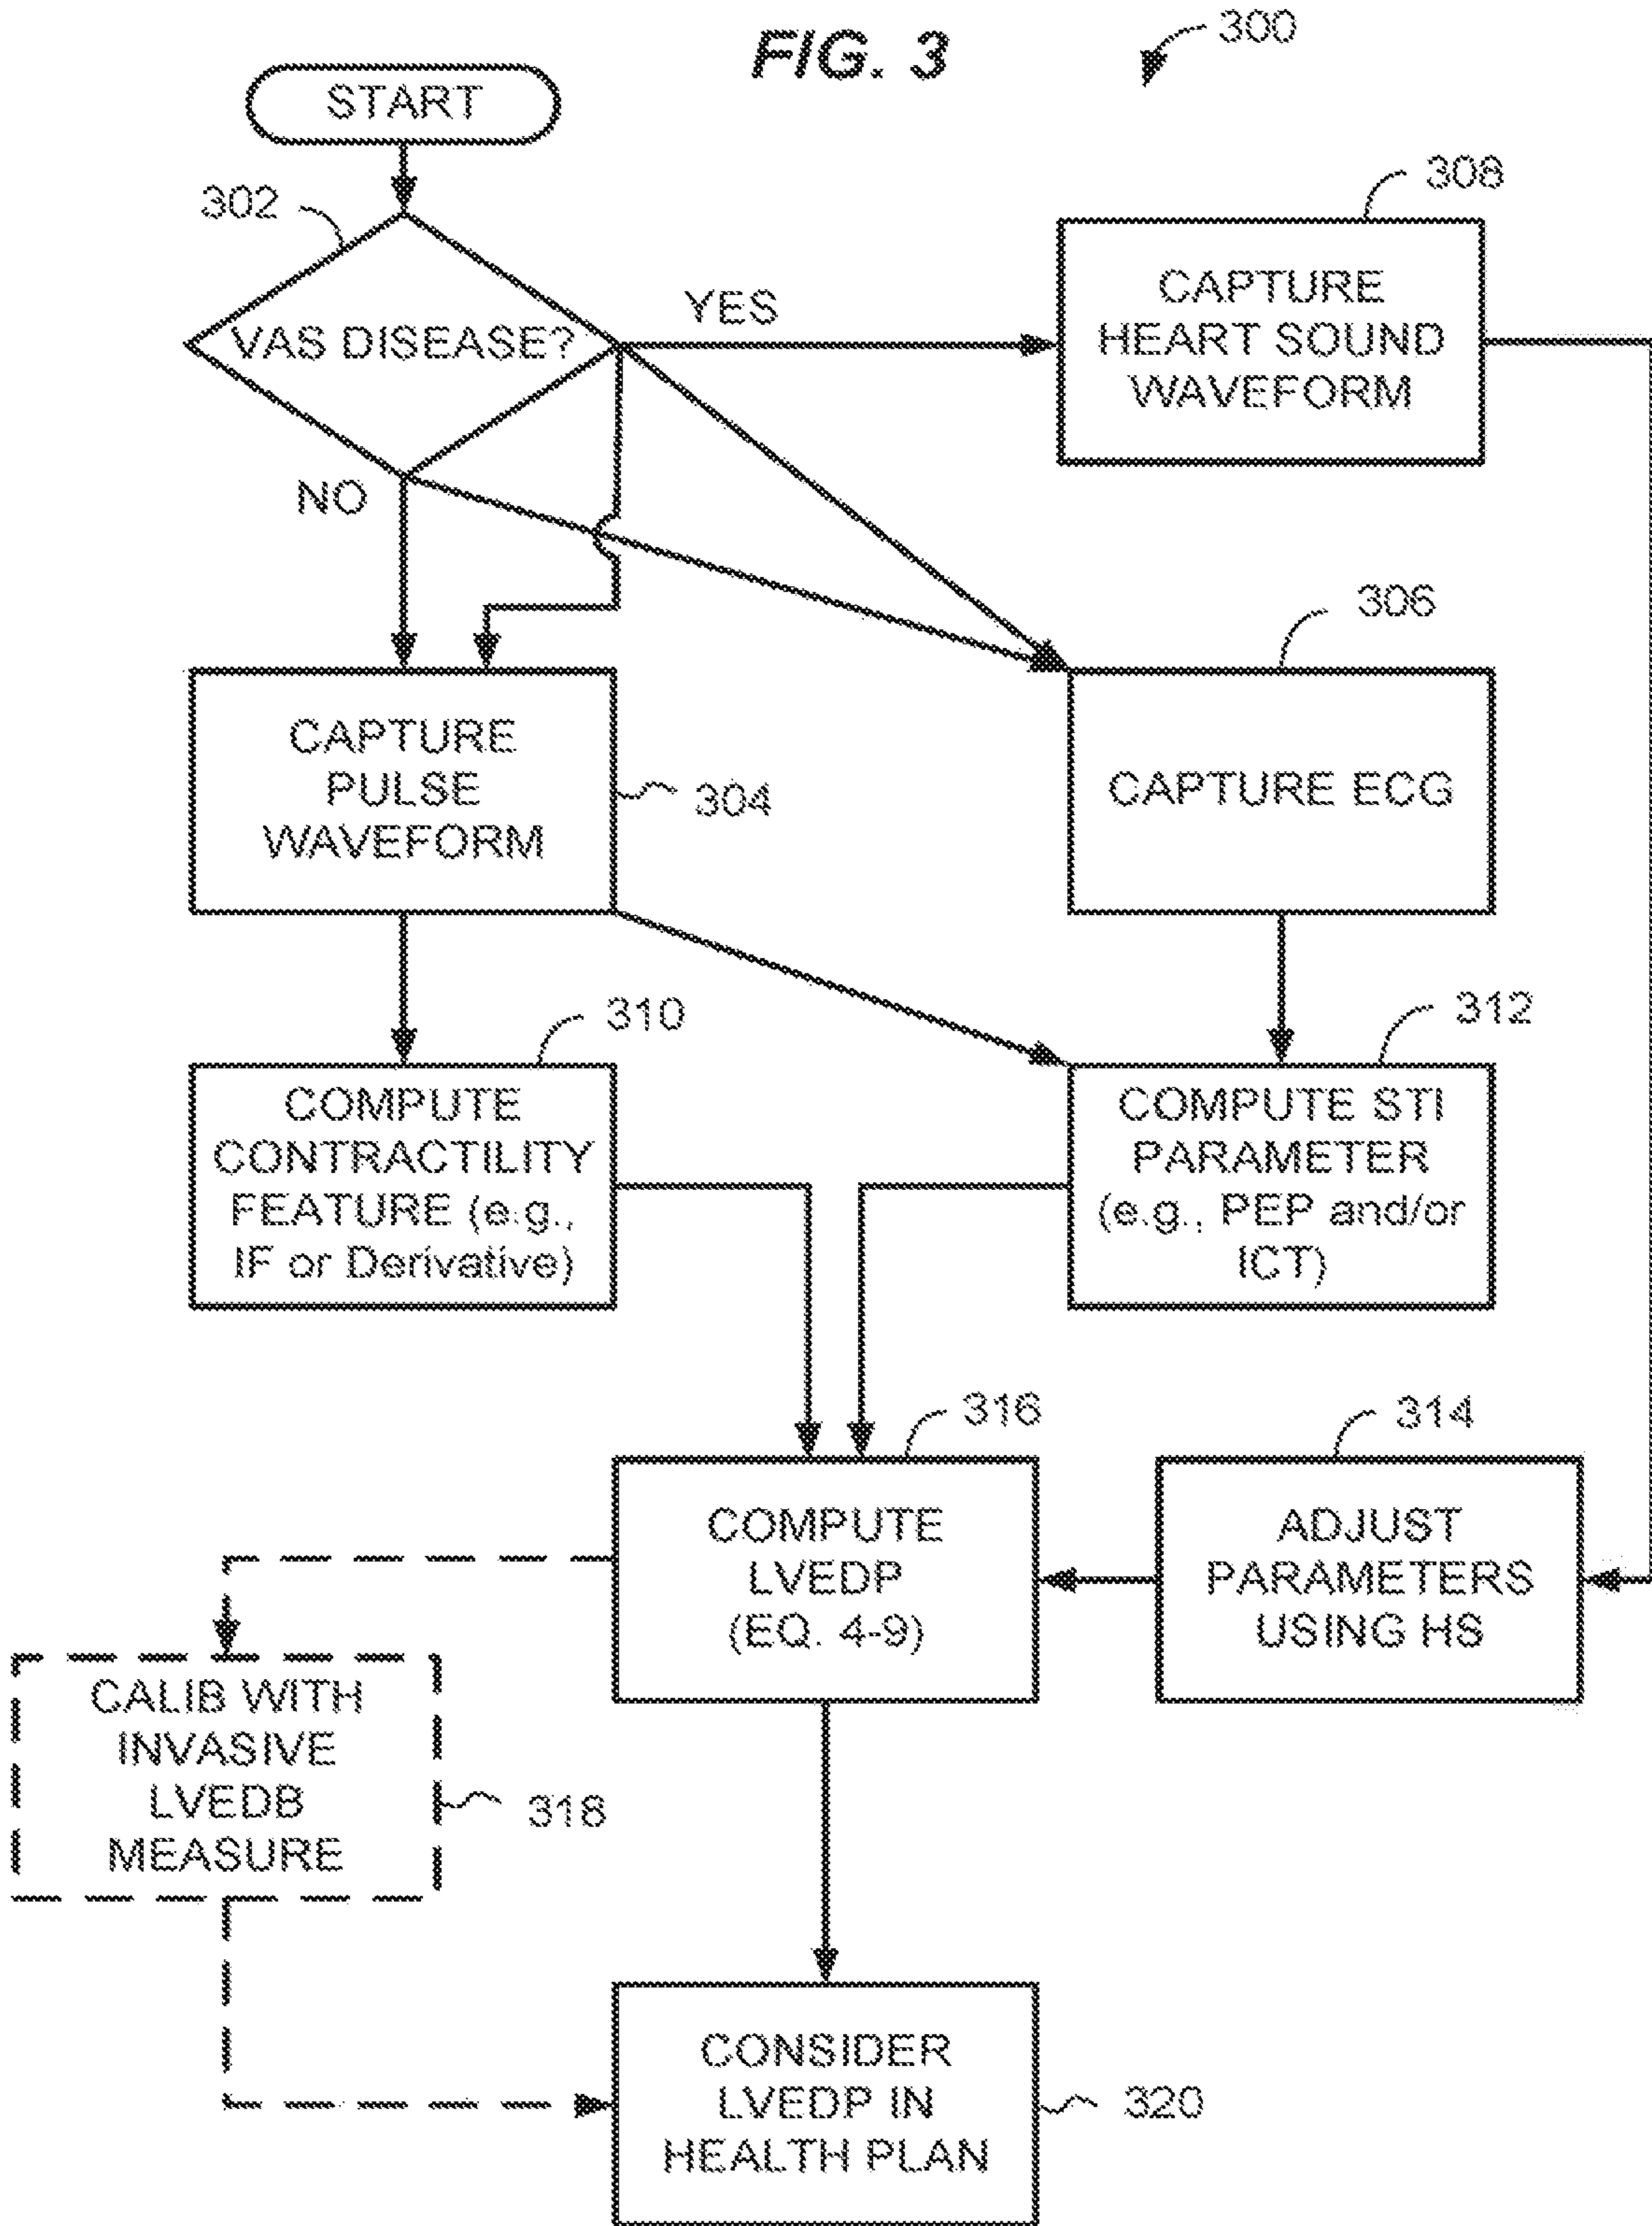 FIG. 3
300
START
302
308
VAS DISEASE?
YES
CAPTURE
HEART SOUND
WAVEFORM
NO
306
CAPTURE
PULSE
WAVEFORM
304
CAPTURE ECG
310
312
COMPUTE
CONTRACTILITY
FEATURE (e.g.,
IF or Derivative)
COMPUTE STI
PARAMETER
(e.g., PEP and/or
ICT)
316
314
COMPUTE
LVEDP
(EQ. 4-9)
ADJUST
PARAMETERS
USING HS
CALIB WITH
INVASIVE
LVEDB
MEASURE
318
CONSIDER
LVEDP IN
HEALTH PLAN
320